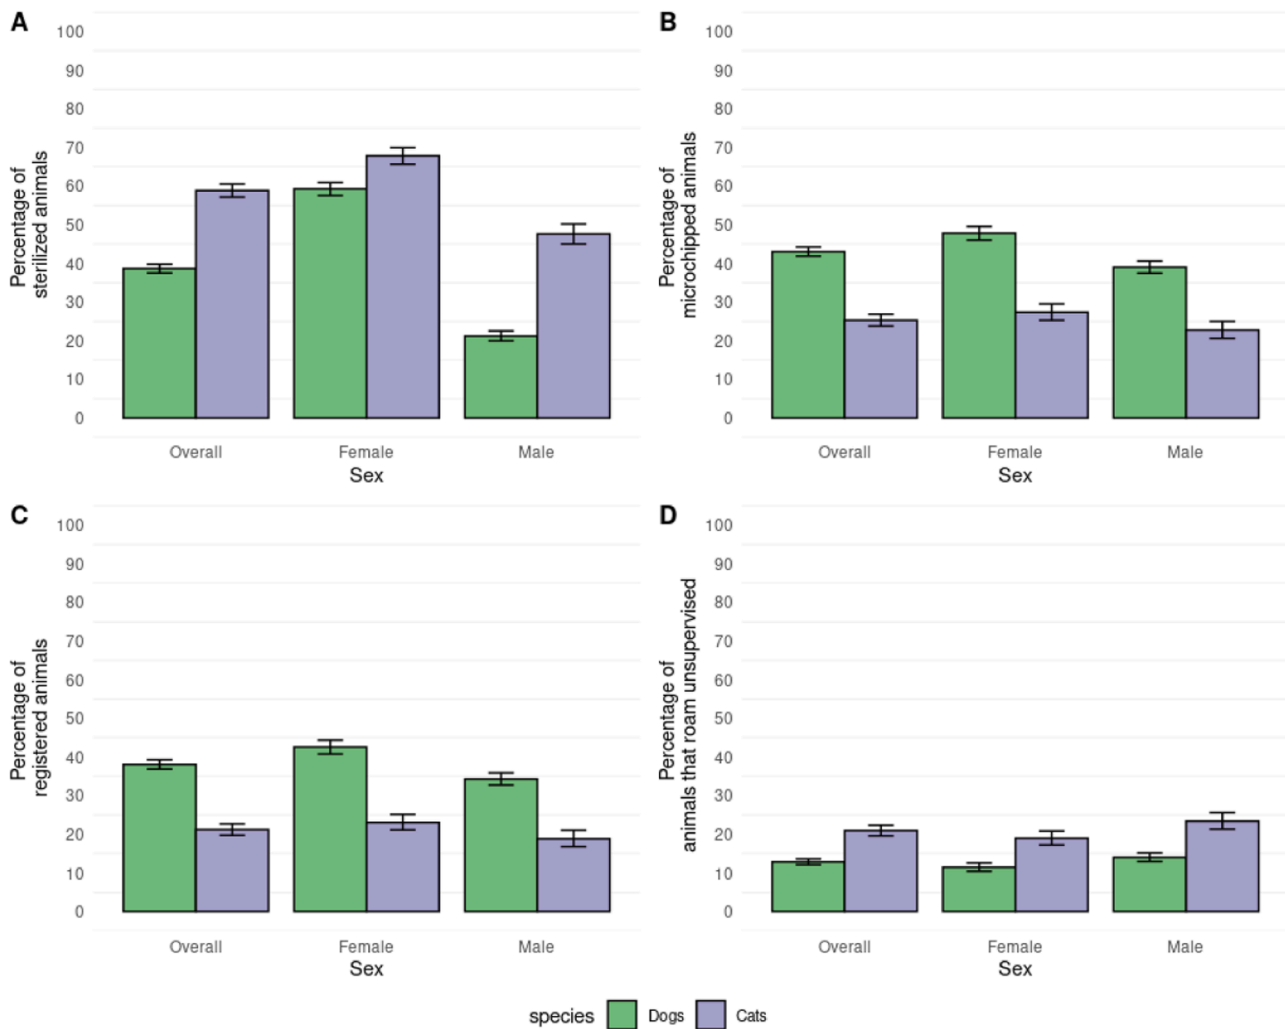 A
Percentage of
sterilized animals
100
90
80
70
60
50
40
30
20
10
0
Overall Female Male
Sex
B
Percentage of
microchipped animals
100
90
80
70
60
50
40
30
20
10
0
Overall Female Male
Sex
C
Percentage of
registered animals
100
90
80
70
60
50
40
30
20
10
0
Overall Female Male
Sex
D
Percentage of
animals that roam unsupervised
100
90
80
70
60
50
40
30
20
10
0
Overall Female Male
Sex
species Dogs Cats